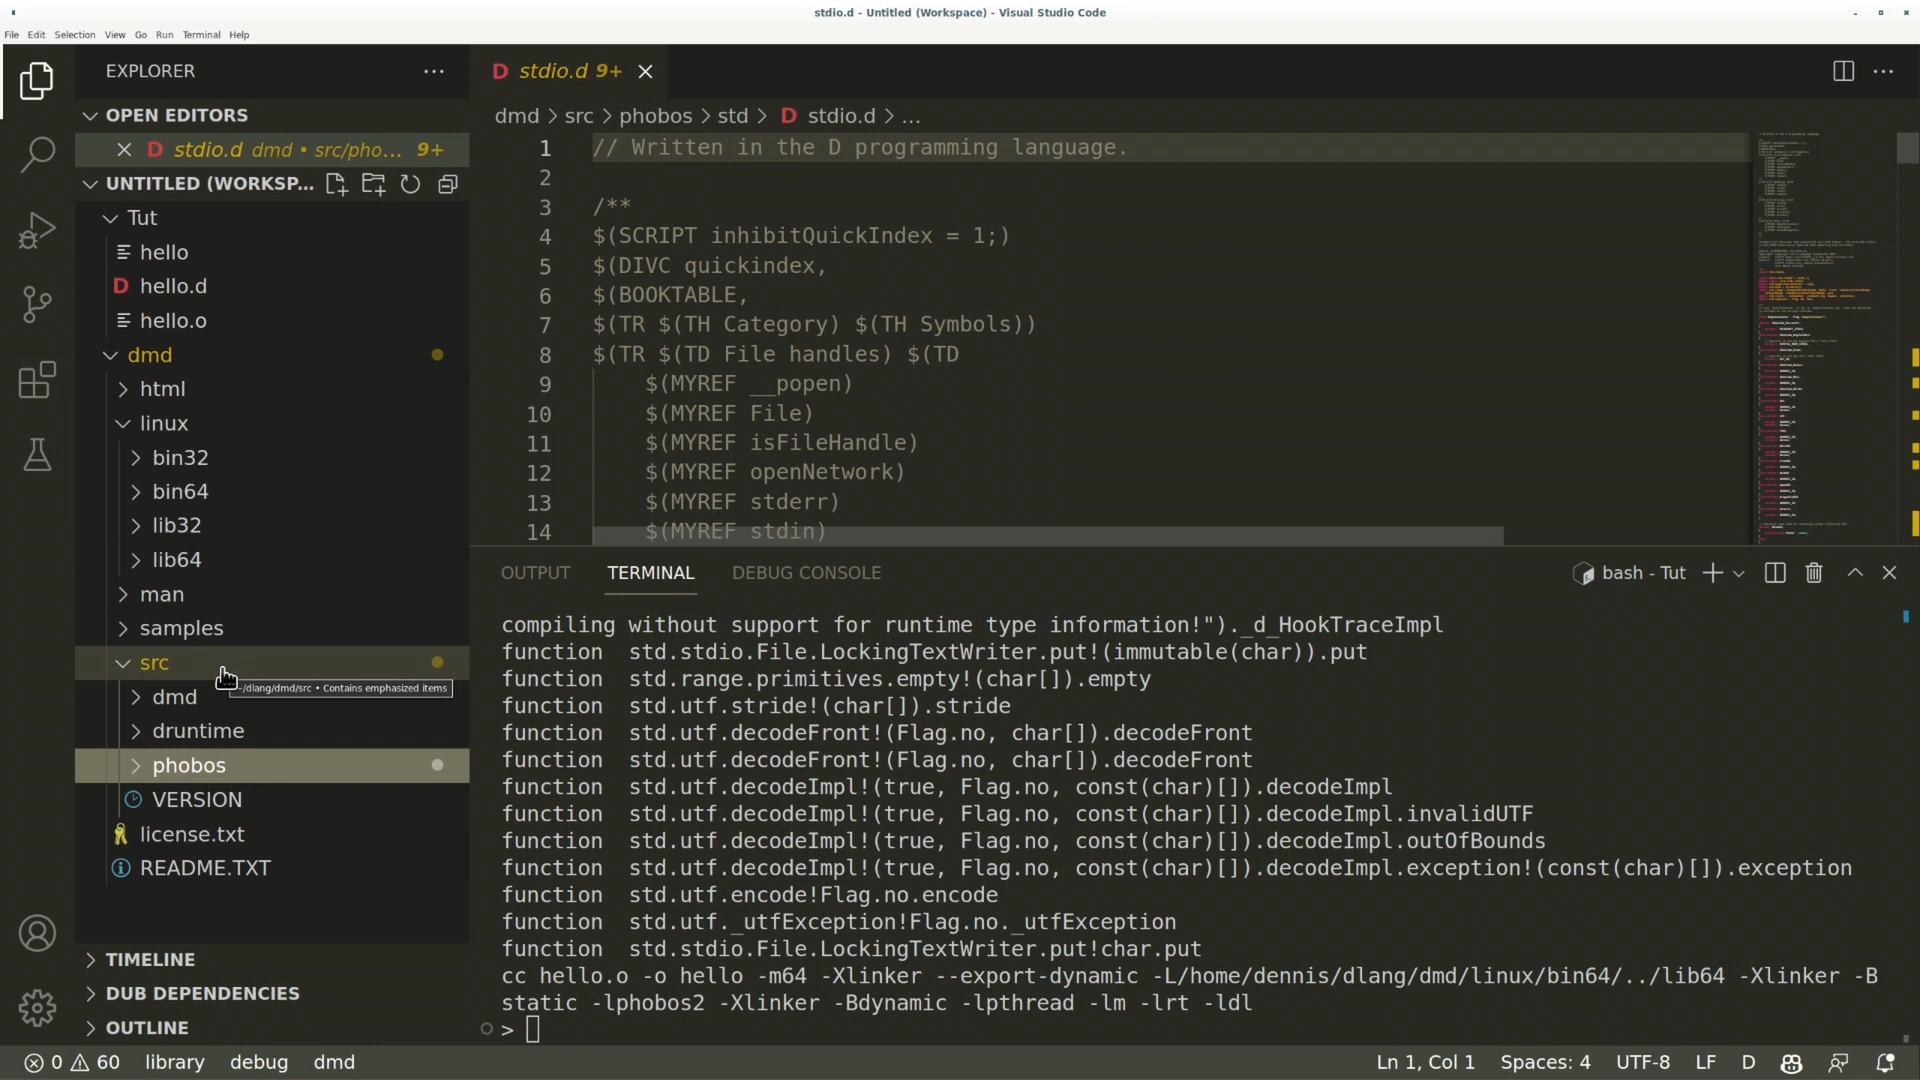 stdio.d - Untitled (Workspace) - Visual Studio Code
File Edit Selection View Go Run Terminal Help
EXPLORER
OPEN EDITORS
stdio.d dmd • src/pho... 9+
UNTITLED (WORKSP...
Tut
hello
hello.d
hello.o
dmd
html
linux
bin32
bin64
lib32
lib64
man
samples
src
~/dlang/dmd/src • Contains emphasized items
dmd
druntime
phobos
VERSION
license.txt
README.TXT
TIMELINE
DUB DEPENDENCIES
OUTLINE
D stdio.d 9+
dmd > src > phobos > std > D stdio.d > ...
1 // Written in the D programming language.
2
3 /**
4 $(SCRIPT inhibitQuickIndex = 1;)
5 $(DIVC quickindex,
6 $(BOOKTABLE,
7 $(TR $(TH Category) $(TH Symbols))
8 $(TR $(TD File handles) $(TD
9 $(MYREF __popen)
10 $(MYREF File)
11 $(MYREF isFileHandle)
12 $(MYREF openNetwork)
13 $(MYREF stderr)
14 $(MYREF stdin)
OUTPUT TERMINAL DEBUG CONSOLE
bash - Tut
compiling without support for runtime type information!")._d_HookTraceImpl
function  std.stdio.File.LockingTextWriter.put!(immutable(char)).put
function  std.range.primitives.empty!(char[]).empty
function  std.utf.stride!(char[]).stride
function  std.utf.decodeFront!(Flag.no, char[]).decodeFront
function  std.utf.decodeFront!(Flag.no, char[]).decodeFront
function  std.utf.decodeImpl!(true, Flag.no, const(char)[]).decodeImpl
function  std.utf.decodeImpl!(true, Flag.no, const(char)[]).decodeImpl.invalidUTF
function  std.utf.decodeImpl!(true, Flag.no, const(char)[]).decodeImpl.outOfBounds
function  std.utf.decodeImpl!(true, Flag.no, const(char)[]).decodeImpl.exception!(const(char)[]).exception
function  std.utf.encode!Flag.no.encode
function  std.utf._utfException!Flag.no._utfException
function  std.stdio.File.LockingTextWriter.put!char.put
cc hello.o -o hello -m64 -Xlinker --export-dynamic -L/home/dennis/dlang/dmd/linux/bin64/../lib64 -Xlinker -B
static -lphobos2 -Xlinker -Bdynamic -lpthread -lm -lrt -ldl
>
0 60 library debug dmd
Ln 1, Col 1 Spaces: 4 UTF-8 LF D